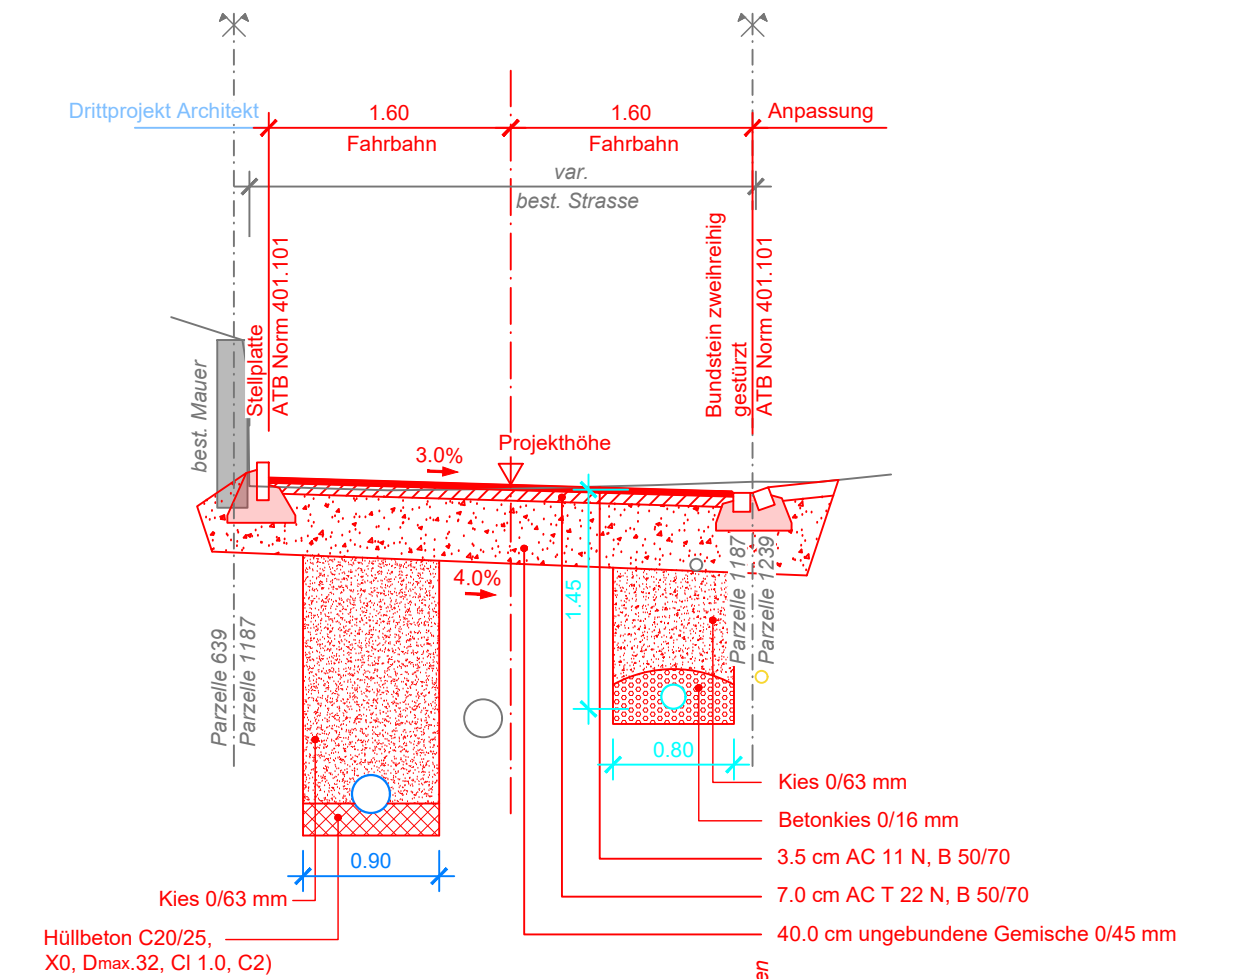 Drittprojekt Architekt
1.60
1.60
Anpassung
Fahrbahn
Fahrbahn
var.
best. Strasse
best. Mauer
Stellplatte
ATB Norm 401.101
Bundstein zweihreihig
gestürzt
ATB Norm 401.101
Projekthöhe
3.0%
4.0%
1.45
Parzelle 639
Parzelle 1187
Parzelle 1187
Parzelle 1239
0.80
0.90
Kies 0/63 mm
Betonkies 0/16 mm
3.5 cm AC 11 N, B 50/70
7.0 cm AC T 22 N, B 50/70
40.0 cm ungebundene Gemische 0/45 mm
Kies 0/63 mm
Hüllbeton C20/25,
X0, Dmax.32, Cl 1.0, C2)
en